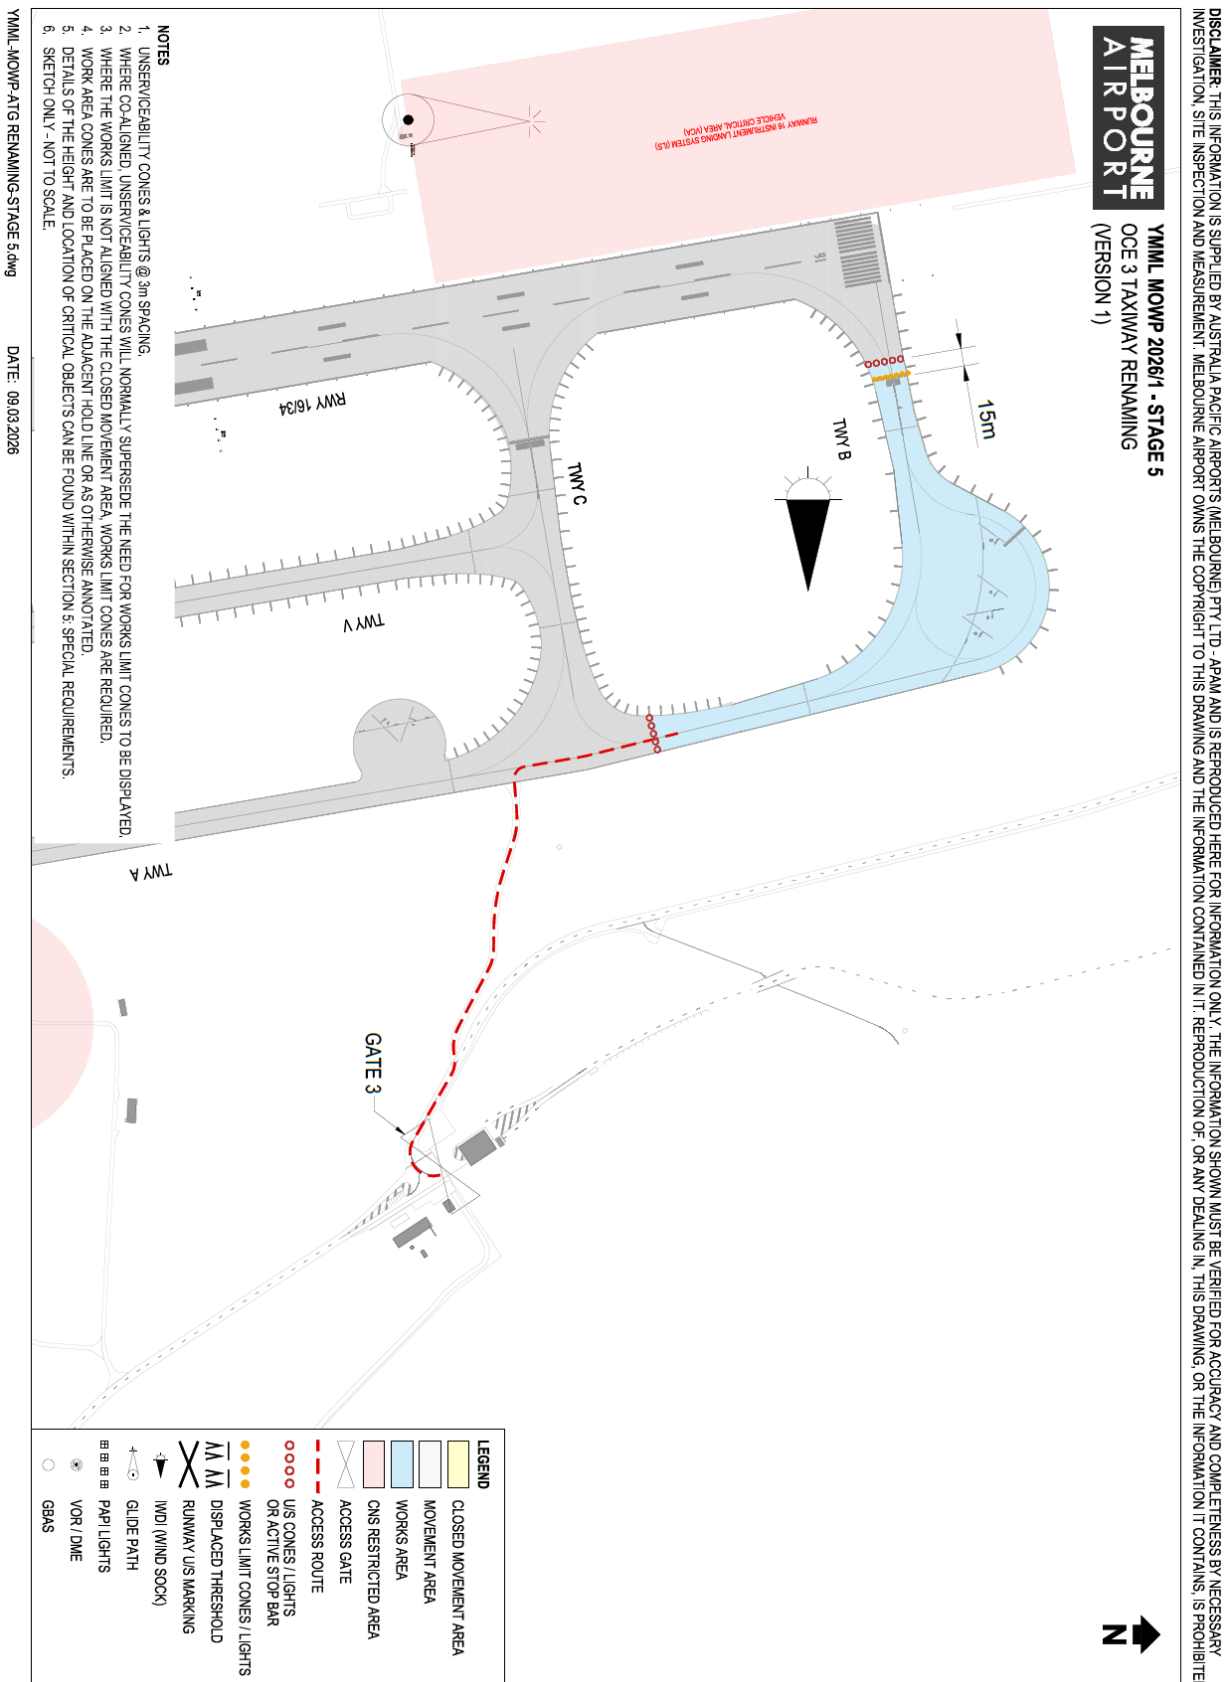 DISCLAIMER: THIS INFORMATION IS SUPPLIED BY AUSTRALIA PACIFIC AIRPORTS (MELBOURNE) PTY LTD - APAM AND IS REPRODUCED HERE FOR INFORMATION ONLY. THE INFORMATION SHOWN MUST BE VERIFIED FOR ACCURACY AND COMPLETENESS BY NECESSARY
INVESTIGATION, SITE INSPECTION AND MEASUREMENT. MELBOURNE AIRPORT OWNS THE COPYRIGHT TO THIS DRAWING AND THE INFORMATION CONTAINED IN IT. REPRODUCTION OF, OR ANY DEALING IN, THIS DRAWING, OR THE INFORMATION IT CONTAINS, IS PROHIBITE
MELBOURNE
AIRPORT
YMML MOWP 2026/1 - STAGE 5
OCE 3 TAXIWAY RENAMING
(VERSION 1)
N
15m
RUNWAY 16 INSTRUMENT LANDING SYSTEM (ILS)
VEHICLE CRITICAL AREA (VCA)
16
TWY B
TWY C
RWY 16/34
TWY V
TWY A
GATE 3
NOTES
1. UNSERVICEABILITY CONES & LIGHTS @ 3m SPACING.
2. WHERE CO-ALIGNED, UNSERVICEABILITY CONES WILL NORMALLY SUPERSEDE THE NEED FOR WORKS LIMIT CONES TO BE DISPLAYED.
3. WHERE THE WORKS LIMIT IS NOT ALIGNED WITH THE CLOSED MOVEMENT AREA, WORKS LIMIT CONES ARE REQUIRED.
4. WORK AREA CONES ARE TO BE PLACED ON THE ADJACENT HOLD LINE OR AS OTHERWISE ANNOTATED.
5. DETAILS OF THE HEIGHT AND LOCATION OF CRITICAL OBJECTS CAN BE FOUND WITHIN SECTION 5: SPECIAL REQUIREMENTS.
6. SKETCH ONLY - NOT TO SCALE.
LEGEND
CLOSED MOVEMENT AREA
MOVEMENT AREA
WORKS AREA
CNS RESTRICTED AREA
ACCESS GATE
ACCESS ROUTE
U/S CONES / LIGHTS
OR ACTIVE STOP BAR
WORKS LIMIT CONES / LIGHTS
DISPLACED THRESHOLD
RUNWAY U/S MARKING
IWDI (WIND SOCK)
GLIDE PATH
PAPI LIGHTS
VOR / DME
GBAS
YMML-MOWP-ATG RENAMING-STAGE 5.dwg
DATE: 09.03.2026